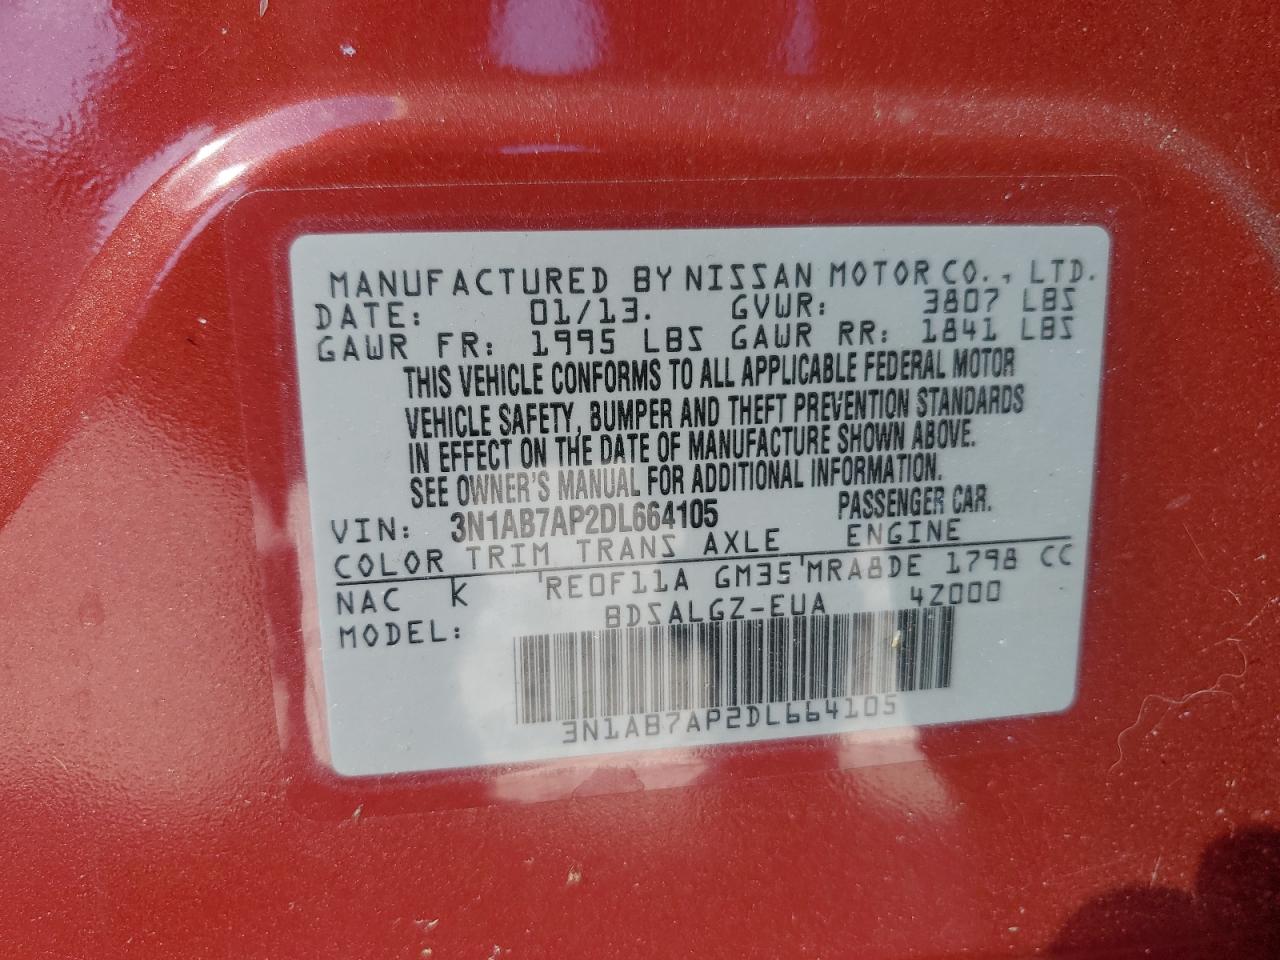 MANUFACTURED BY NISSAN MOTOR CO., LTD.
DATE: 01/13. GVWR: 3807 LBS
GAWR FR: 1995 LBS GAWR RR: 1841 LBS
THIS VEHICLE CONFORMS TO ALL APPLICABLE FEDERAL MOTOR
VEHICLE SAFETY, BUMPER AND THEFT PREVENTION STANDARDS
IN EFFECT ON THE DATE OF MANUFACTURE SHOWN ABOVE.
SEE OWNER'S MANUAL FOR ADDITIONAL INFORMATION.
VIN: 3N1AB7AP2DL664105 PASSENGER CAR.
COLOR TRIM TRANS AXLE ENGINE
NAC K 'RE0F11A GM35'MRA8DE 1798 CC
MODEL: BDSALGZ-EUA 4Z000
3N1AB7AP2DL664105